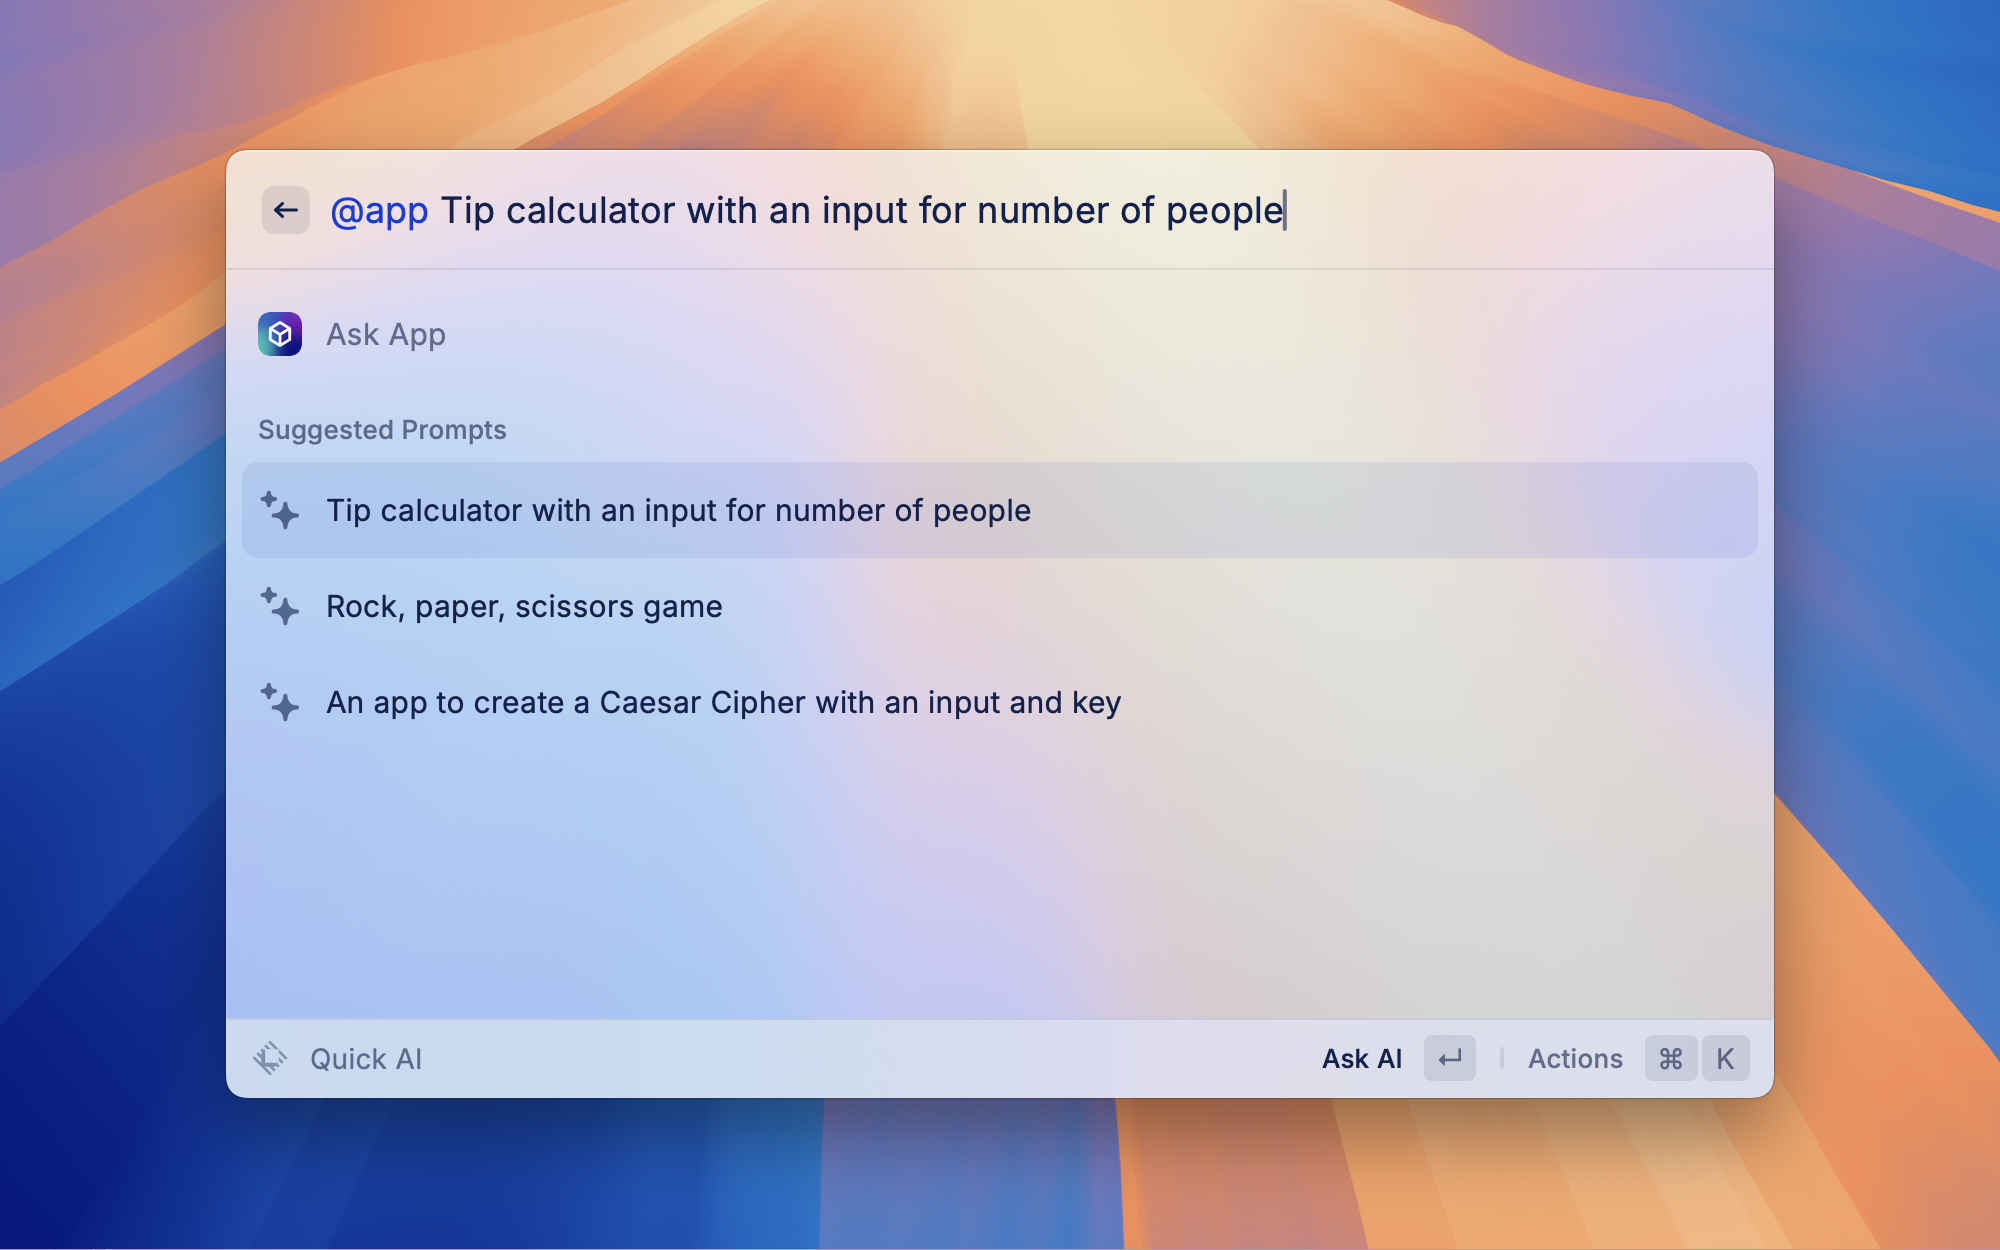 @app Tip calculator with an input for number of people
Ask App
Suggested Prompts
Tip calculator with an input for number of people
Rock, paper, scissors game
An app to create a Caesar Cipher with an input and key
Quick AI
Ask AI ↵ | Actions ⌘ K